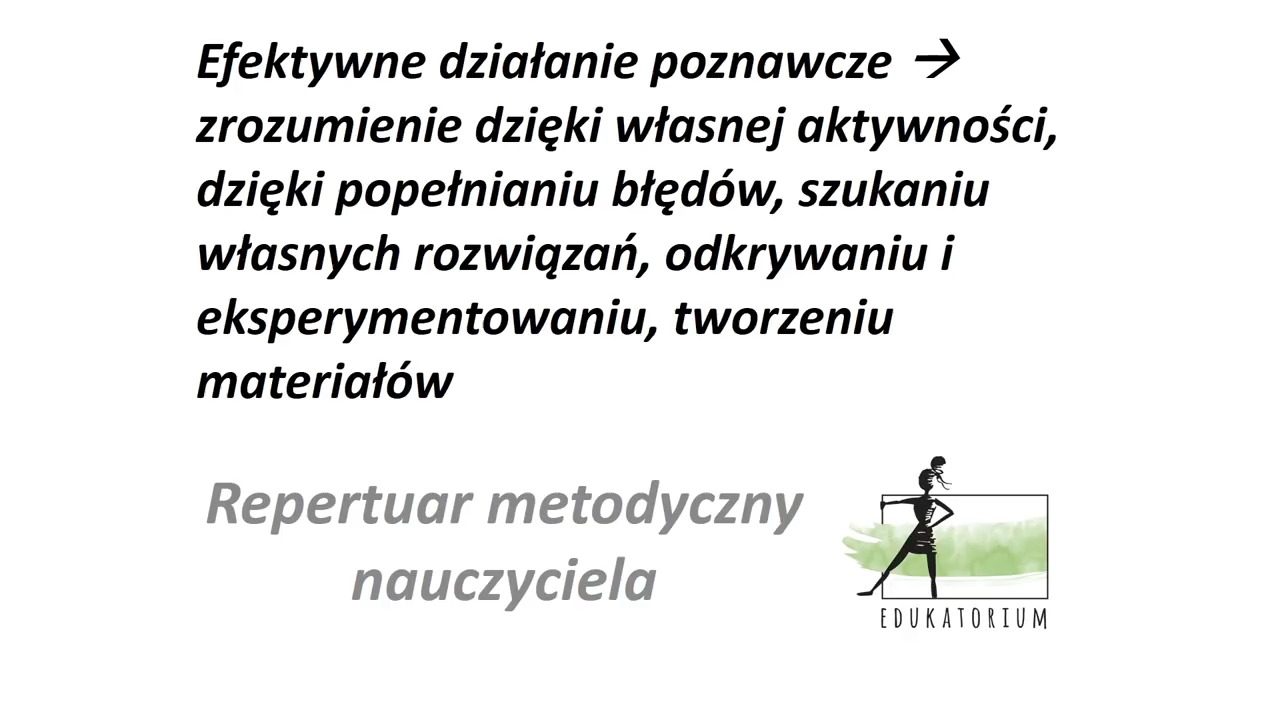 Efektywne działanie poznawcze →
zrozumienie dzięki własnej aktywności,
dzięki popełnianiu błędów, szukaniu
własnych rozwiązań, odkrywaniu i
eksperymentowaniu, tworzeniu
materiałów
Repertuar metodyczny
nauczyciela
EDUKATORIUM